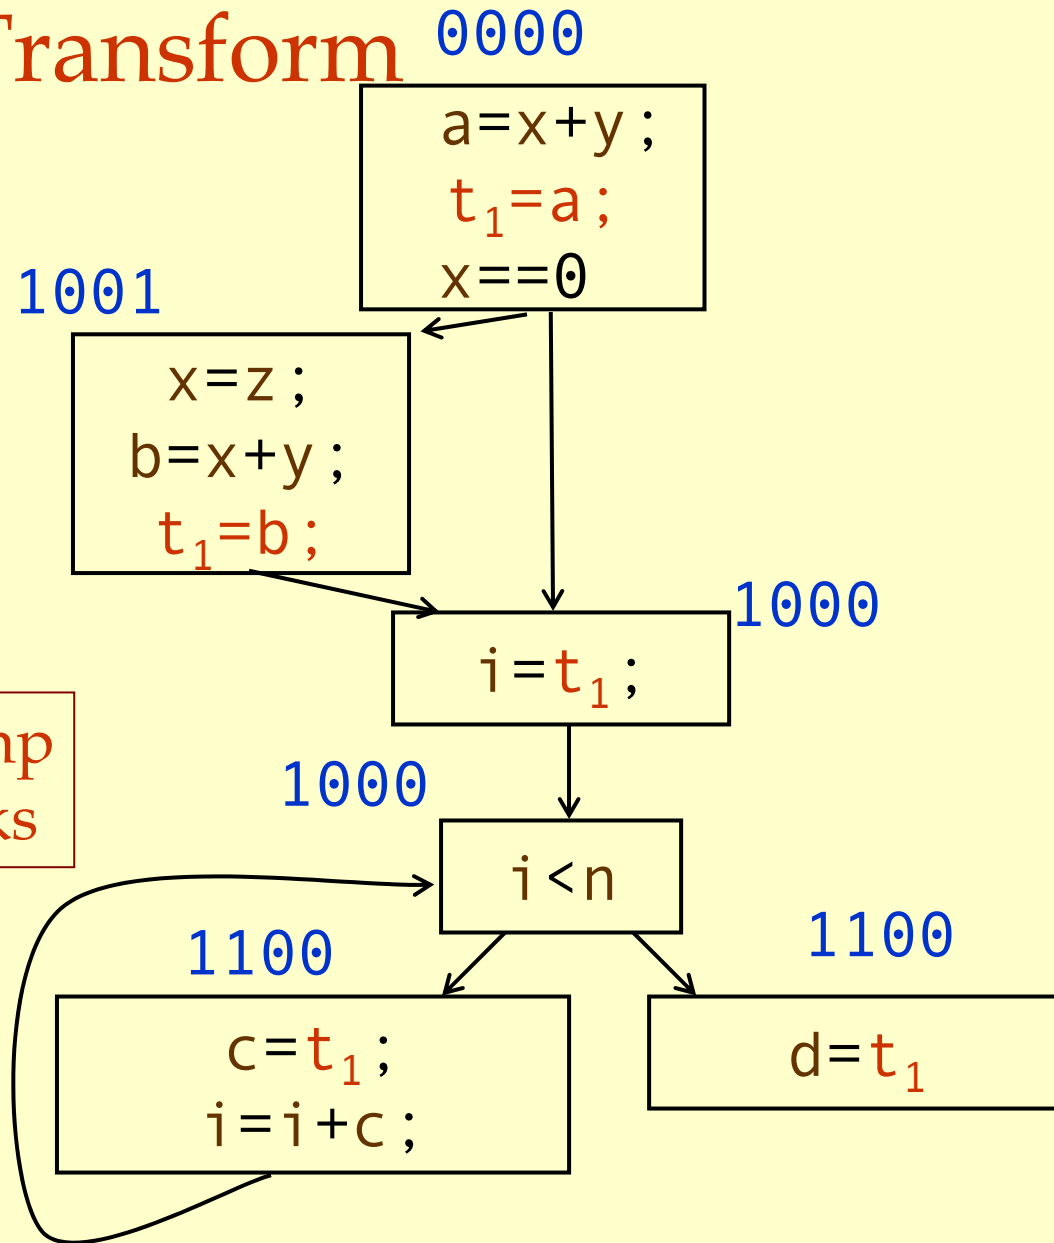 Transform
0000
a=x+y;
t₁=a;
x==0
1001
x=z;
b=x+y;
t₁=b;
1000
i=t₁;
1000
i<n
1100
c=t₁;
i=i+c;
1100
d=t₁